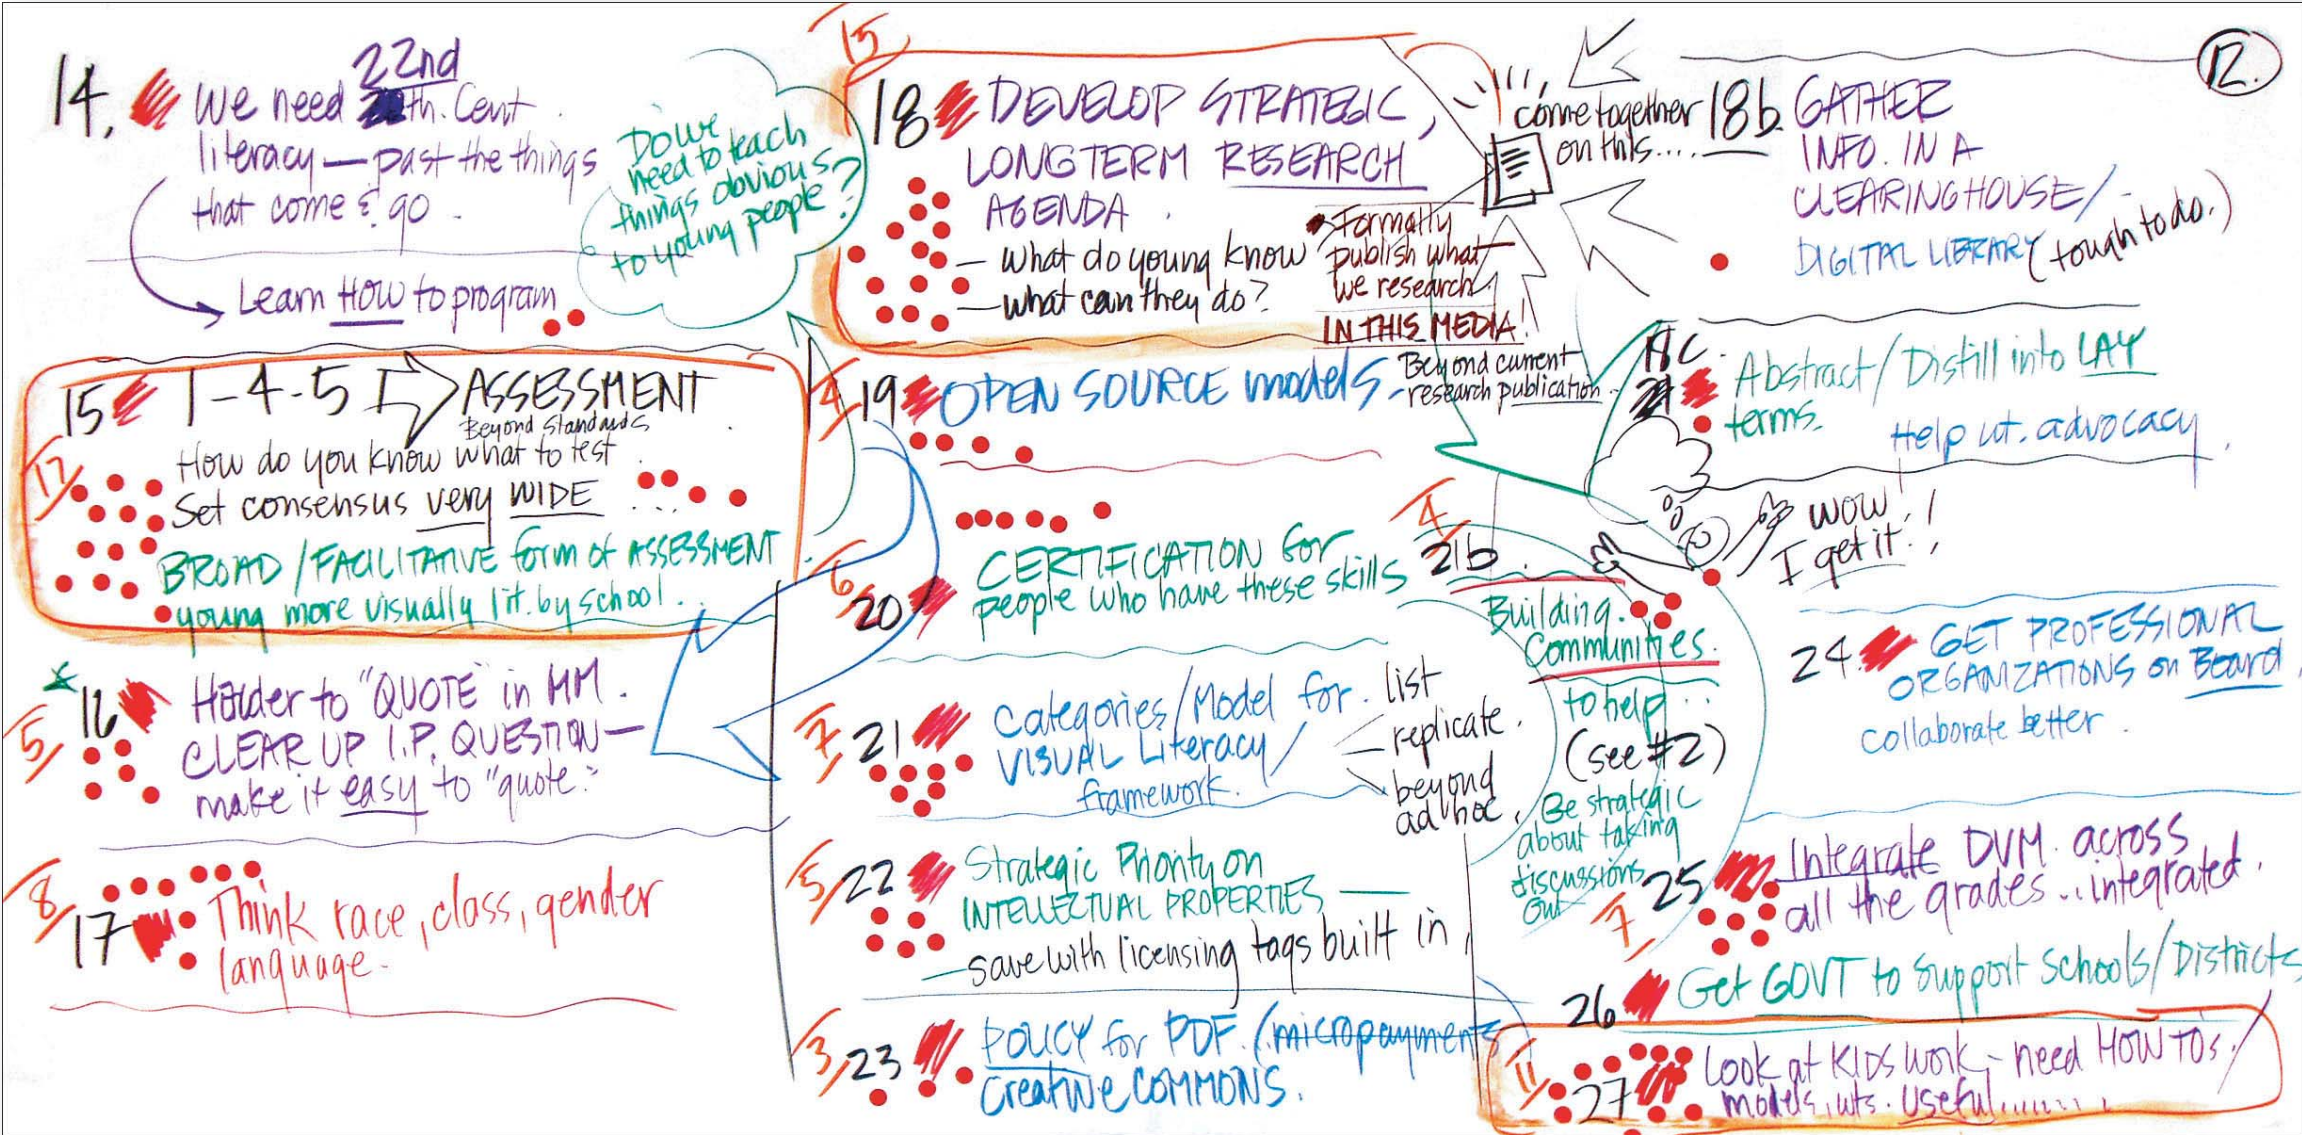 12.
14. We need 22nd th. Cent
literacy — past the things
that come & go.
Learn HOW to program
Do we
need to teach
things obvious
to young people?
15 1-4-5 ASSESSMENT
Beyond standards
How do you know what to test
Set consensus very WIDE ...
BROAD / FACILITATIVE form of ASSESSMENT
young more visually lit. by school..
17
16 Harder to "QUOTE" in MM.
CLEAR UP I.P. QUESTION —
make it easy to "quote."
5
17 Think race, class, gender
language.
8
15
18 DEVELOP STRATEGIC,
LONG TERM RESEARCH
AGENDA.
— What do young know
— what can they do?
Formally
publish what
we research
IN THIS MEDIA!
come together
on this....
4
19 OPEN SOURCE models -
Beyond current
research publication..
6
20 CERTIFICATION for
people who have these skills
7
21 Categories/Model for.
VISUAL Literacy/
framework.
list
replicate.
beyond
ad hoc.
5
22 Strategic Priority on
INTELLECTUAL PROPERTIES —
— save with licensing tags built in
3
23 POLICY for PDF. / micropayments
Creative COMMONS.
18b. GATHER
INFO. IN A
CLEARINGHOUSE/
DIGITAL LIBRARY (tough to do.)
18c. Abstract/Distill into LAY
terms.
Help w. advocacy.
WOW!
I get it!!
4
21b
Building.
Communities.
to help...
(see #2)
Be strategic
about taking
discussions
out
24. GET PROFESSIONAL
ORGANIZATIONS on Board.
Collaborate better.
7
25 Integrate DVM. across
all the grades... integrated.
26 Get GOVT to support schools/Districts
11
27 Look at KIDS WORK - need HOW TOs/
models, useful........